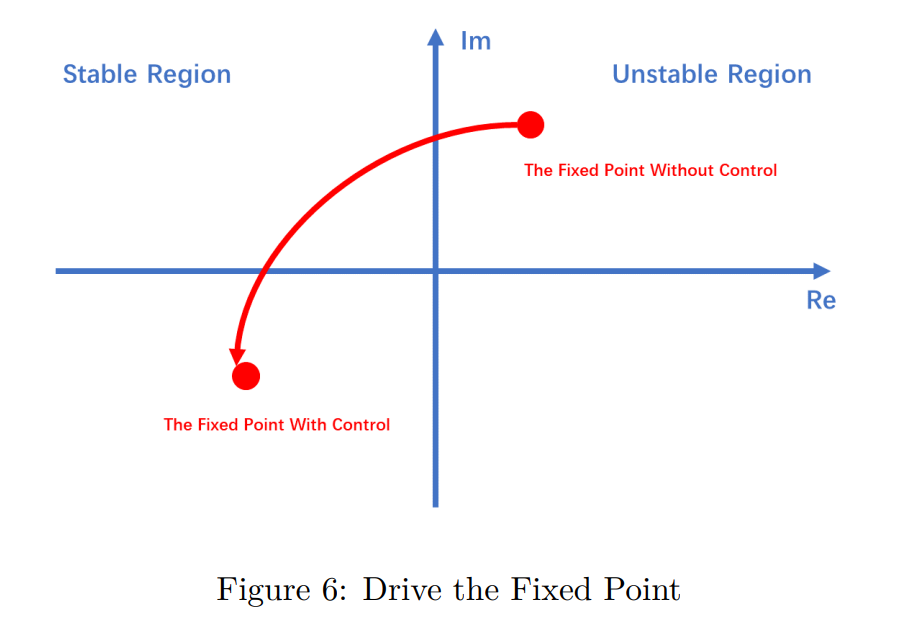 Im
Stable Region
Unstable Region
The Fixed Point Without Control
Re
The Fixed Point With Control
Figure 6: Drive the Fixed Point